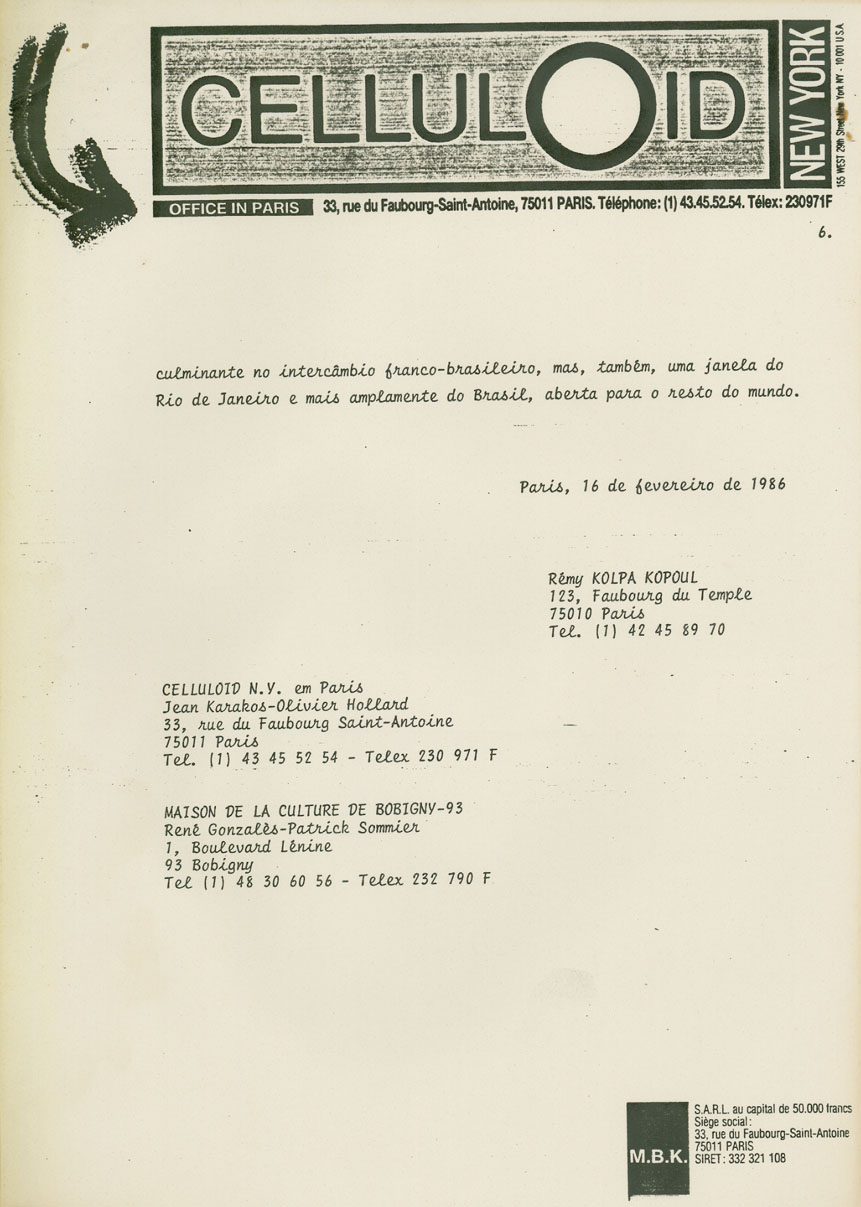 CELLULOID
NEW YORK
155 WEST 29th Street New York NY - 10 001 U.S.A.
OFFICE IN PARIS 33, rue du Faubourg-Saint-Antoine, 75011 PARIS. Téléphone: (1) 43.45.52.54. Télex: 230971F
6.
culminante no intercâmbio franco-brasileiro, mas, também, uma janela do
Rio de Janeiro e mais amplamente do Brasil, aberta para o resto do mundo.
Paris, 16 de fevereiro de 1986
Rémy KOLPA KOPOUL
123, Faubourg du Temple
75010 Paris
Tel. (1) 42 45 89 70
CELLULOID N.Y. em Paris
Jean Karakos-Olivier Hollard
33, rue du Faubourg Saint-Antoine
75011 Paris
Tel. (1) 43 45 52 54 - Telex 230 971 F
MAISON DE LA CULTURE DE BOBIGNY-93
René Gonzalès-Patrick Sommier
1, Boulevard Lénine
93 Bobigny
Tel (1) 48 30 60 56 - Telex 232 790 F
M.B.K.
S.A.R.L. au capital de 50.000 francs
Siège social:
33, rue du Faubourg-Saint-Antoine
75011 PARIS
SIRET: 332 321 108